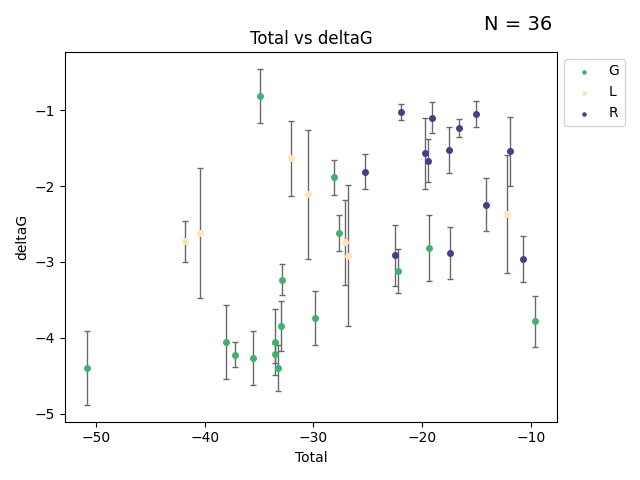 N = 36
Total vs deltaG
G
L
R
deltaG
−1
−2
−3
−4
−5
−50 −40 −30 −20 −10
Total